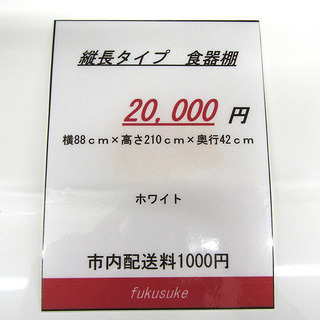 縦長タイプ　食器棚
20,000 円
横88ｃｍ×高さ210ｃｍ×奥行42ｃｍ
ホワイト
市内配送料1000円
fukusuke